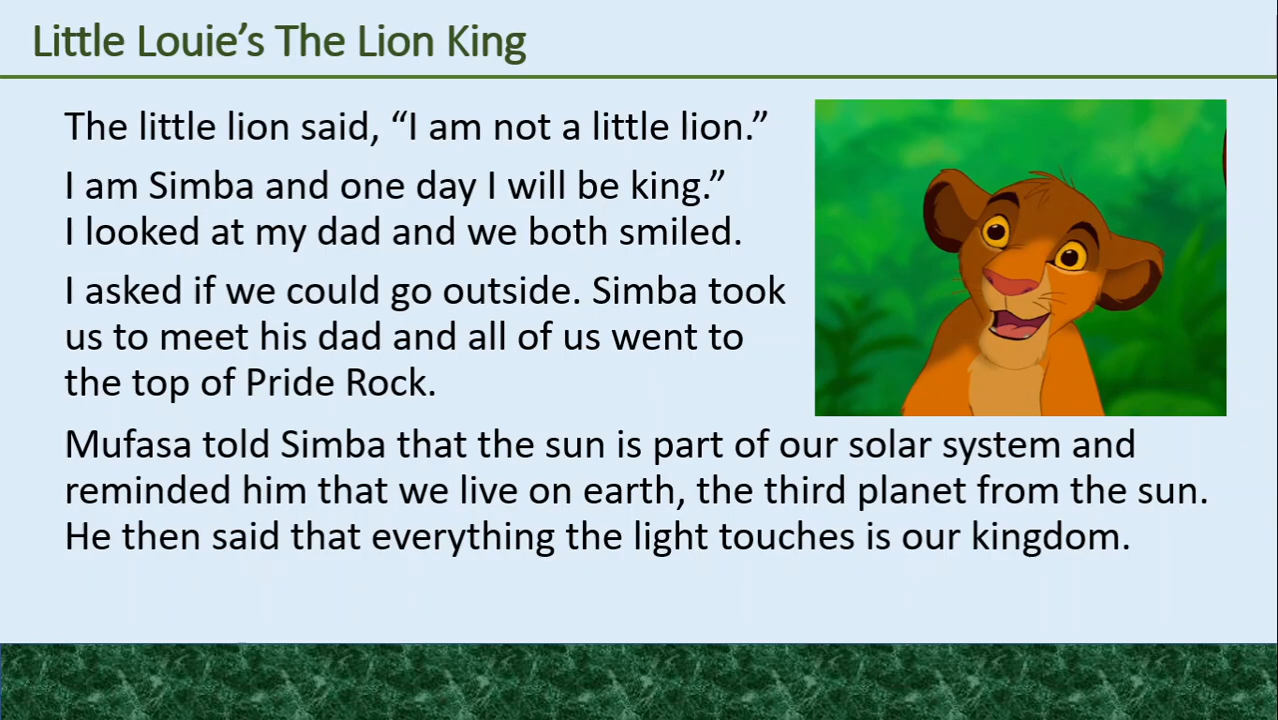 Little Louie’s The Lion King
The little lion said, “I am not a little lion.”
I am Simba and one day I will be king.”
I looked at my dad and we both smiled.
I asked if we could go outside. Simba took
us to meet his dad and all of us went to
the top of Pride Rock.
Mufasa told Simba that the sun is part of our solar system and
reminded him that we live on earth, the third planet from the sun.
He then said that everything the light touches is our kingdom.